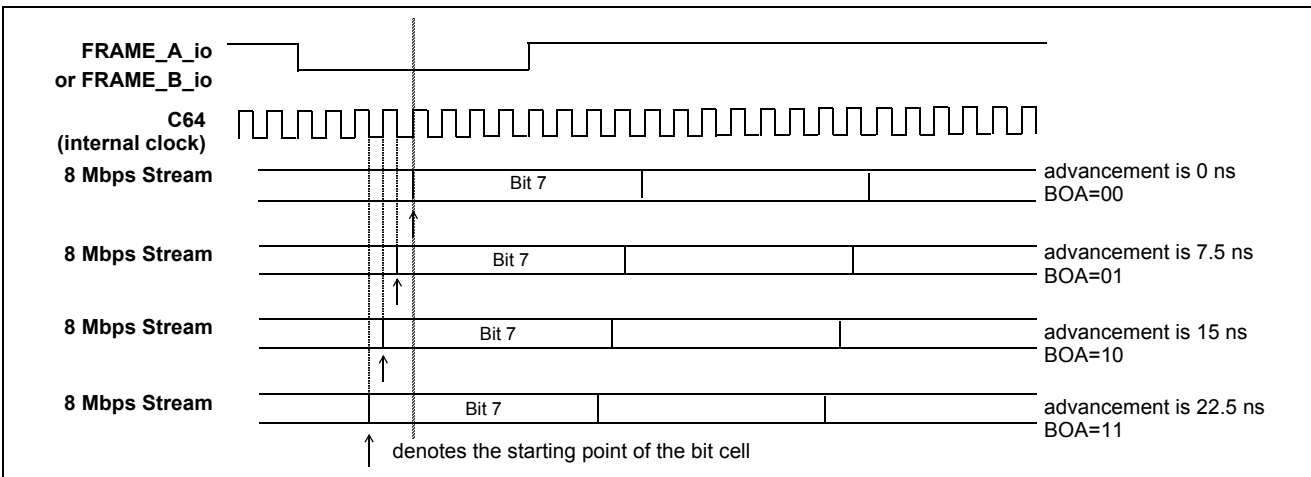 FRAME_A_io
or FRAME_B_io
C64
(internal clock)
8 Mbps Stream
Bit 7
advancement is 0 ns
BOA=00
8 Mbps Stream
Bit 7
advancement is 7.5 ns
BOA=01
8 Mbps Stream
Bit 7
advancement is 15 ns
BOA=10
8 Mbps Stream
Bit 7
advancement is 22.5 ns
BOA=11
denotes the starting point of the bit cell